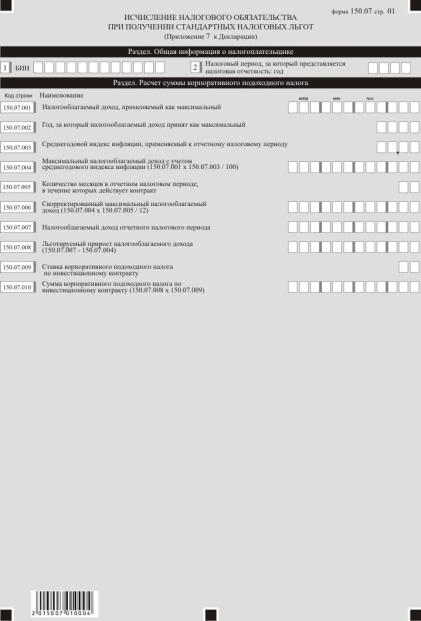 форма 150.07 стр. 01
ИСЧИСЛЕНИЕ НАЛОГОВОГО ОБЯЗАТЕЛЬСТВА
ПРИ ПОЛУЧЕНИИ СТАНДАРТНЫХ НАЛОГОВЫХ ЛЬГОТ
(Приложение 7 к Декларации)
Раздел. Общая информация о налогоплательщике
1 БИН
2 Налоговый период, за который представляется
налоговая отчетность: год
Раздел. Расчет суммы корпоративного подоходного налога
Код строки Наименование
млрд. млн. тыс.
150.07.001 Налогооблагаемый доход, применяемый как максимальный
150.07.002 Год, за который налогооблагаемый доход принят как максимальный
150.07.003 Среднегодовой индекс инфляции, применяемый к отчетному налоговому периоду
150.07.004 Максимальный налогооблагаемый доход с учетом
среднегодового индекса инфляции (150.07.001 x 150.07.003 / 100)
150.07.005 Количество месяцев в отчетном налоговом периоде,
в течение которых действует контракт
150.07.006 Скорректированный максимальный налогооблагаемый
доход (150.07.004 x 150.07.005 / 12)
150.07.007 Налогооблагаемый доход отчетного налогового периода
150.07.008 Льготируемый прирост налогооблагаемого дохода
(150.07.007 - 150.07.004)
150.07.009 Ставка корпоративного подоходного налога
по инвестиционному контракту
150.07.010 Сумма корпоративного подоходного налога по
инвестиционному контракту (150.07.008 x 150.07.009)
2015007010004